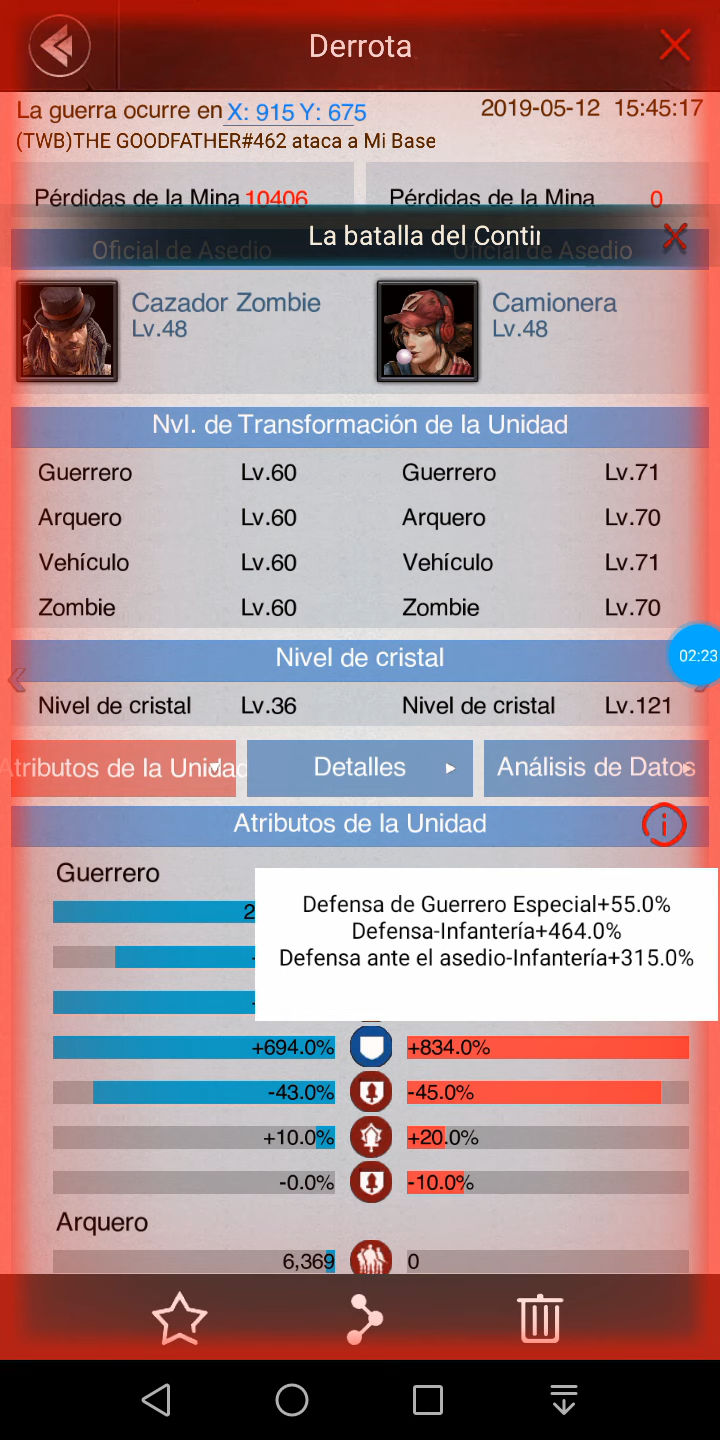 Derrota
La guerra ocurre en X: 915 Y: 675 2019-05-12 15:45:17
(TWB)THE GOODFATHER#462 ataca a Mi Base
Pérdidas de la Mina 10406 Pérdidas de la Mina 0
La batalla del Conti
Oficial de Asedio Oficial de Asedio
Cazador Zombie Camionera
Lv.48 Lv.48
Nvl. de Transformación de la Unidad
Guerrero Lv.60 Guerrero Lv.71
Arquero Lv.60 Arquero Lv.70
Vehículo Lv.60 Vehículo Lv.71
Zombie Lv.60 Zombie Lv.70
Nivel de cristal
02:23
Nivel de cristal Lv.36 Nivel de cristal Lv.121
Atributos de la Unidad Detalles Análisis de Datos
Atributos de la Unidad
Guerrero
Defensa de Guerrero Especial+55.0%
2
Defensa-Infantería+464.0%
Defensa ante el asedio-Infantería+315.0%
+694.0% +834.0%
-43.0% -45.0%
+10.0% +20.0%
-0.0% -10.0%
Arquero
6,369 0